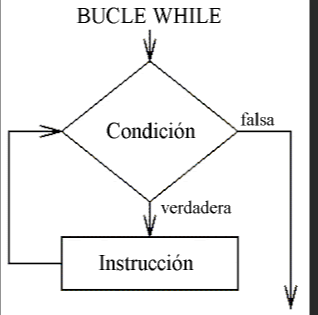 BUCLE WHILE
Condición
falsa
verdadera
Instrucción